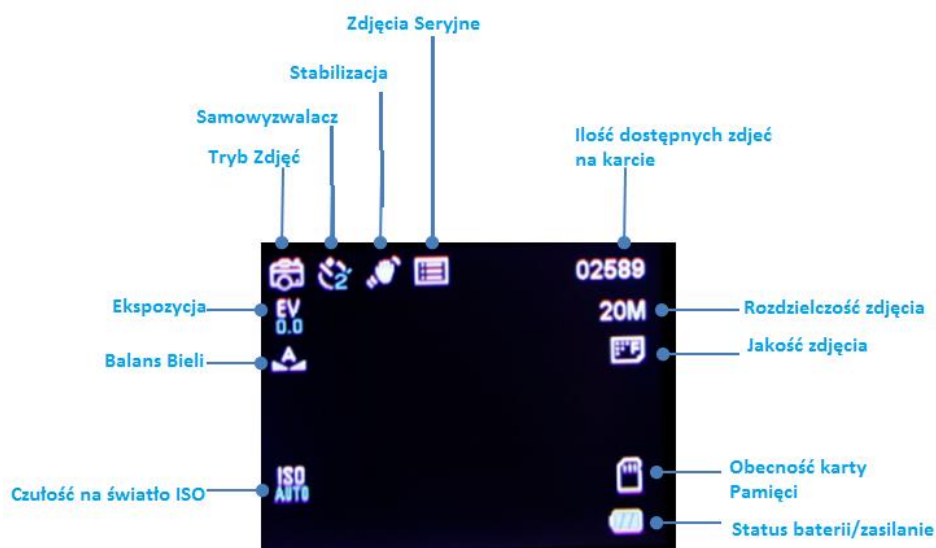 Zdjęcia Seryjne
Stabilizacja
Samowyzwalacz
Tryb Zdjęć
Ilość dostępnych zdjeć
na karcie
02589
Ekspozycja
EV
0.0
20M
Rozdzielczość zdjęcia
Balans Bieli
A
F
Jakość zdjęcia
2
Czułość na światło ISO
ISO
AUTO
Obecność karty
Pamięci
Status baterii/zasilanie